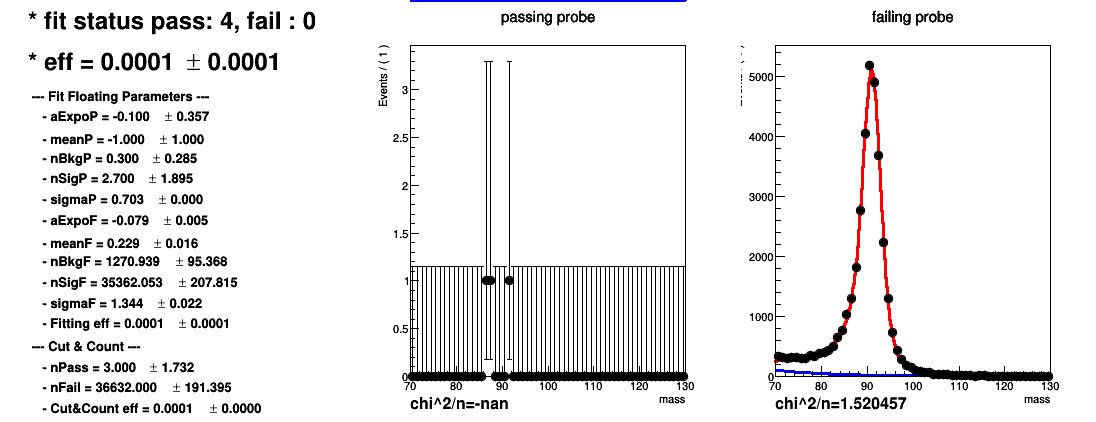 * fit status pass: 4, fail : 0
* eff = 0.0001 ± 0.0001
--- Fit Floating Parameters ---
- aExpoP = -0.100 ± 0.357
- meanP = -1.000 ± 1.000
- nBkgP = 0.300 ± 0.285
- nSigP = 2.700 ± 1.895
- sigmaP = 0.703 ± 0.000
- aExpoF = -0.079 ± 0.005
- meanF = 0.229 ± 0.016
- nBkgF = 1270.939 ± 95.368
- nSigF = 35362.053 ± 207.815
- sigmaF = 1.344 ± 0.022
- Fitting eff = 0.0001 ± 0.0001
--- Cut & Count ---
- nPass = 3.000 ± 1.732
- nFail = 36632.000 ± 191.395
- Cut&Count eff = 0.0001 ± 0.0000
passing probe
Events / ( 1 )
3
2.5
2
1.5
1
0.5
0
70 80 90 100 110 120 130
mass
chi^2/n=-nan
failing probe
5000
4000
3000
2000
1000
0
70 80 90 100 110 120 130
mass
chi^2/n=1.520457